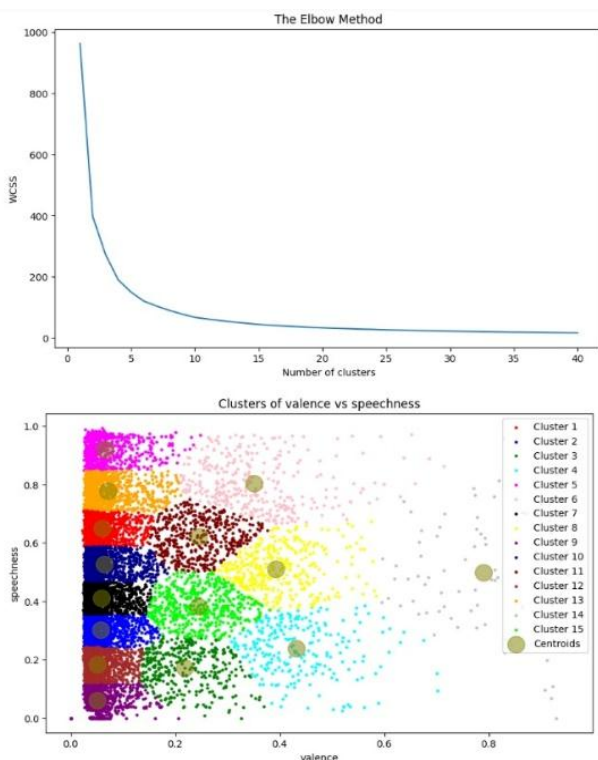 The Elbow Method
1000
800
600
400
200
0
WCSS
0 5 10 15 20 25 30 35 40
Number of clusters
Clusters of valence vs speechness
1.0
0.8
0.6
0.4
0.2
0.0
speechness
Cluster 1
Cluster 2
Cluster 3
Cluster 4
Cluster 5
Cluster 6
Cluster 7
Cluster 8
Cluster 9
Cluster 10
Cluster 11
Cluster 12
Cluster 13
Cluster 14
Cluster 15
Centroids
0.0 0.2 0.4 0.6 0.8
valence